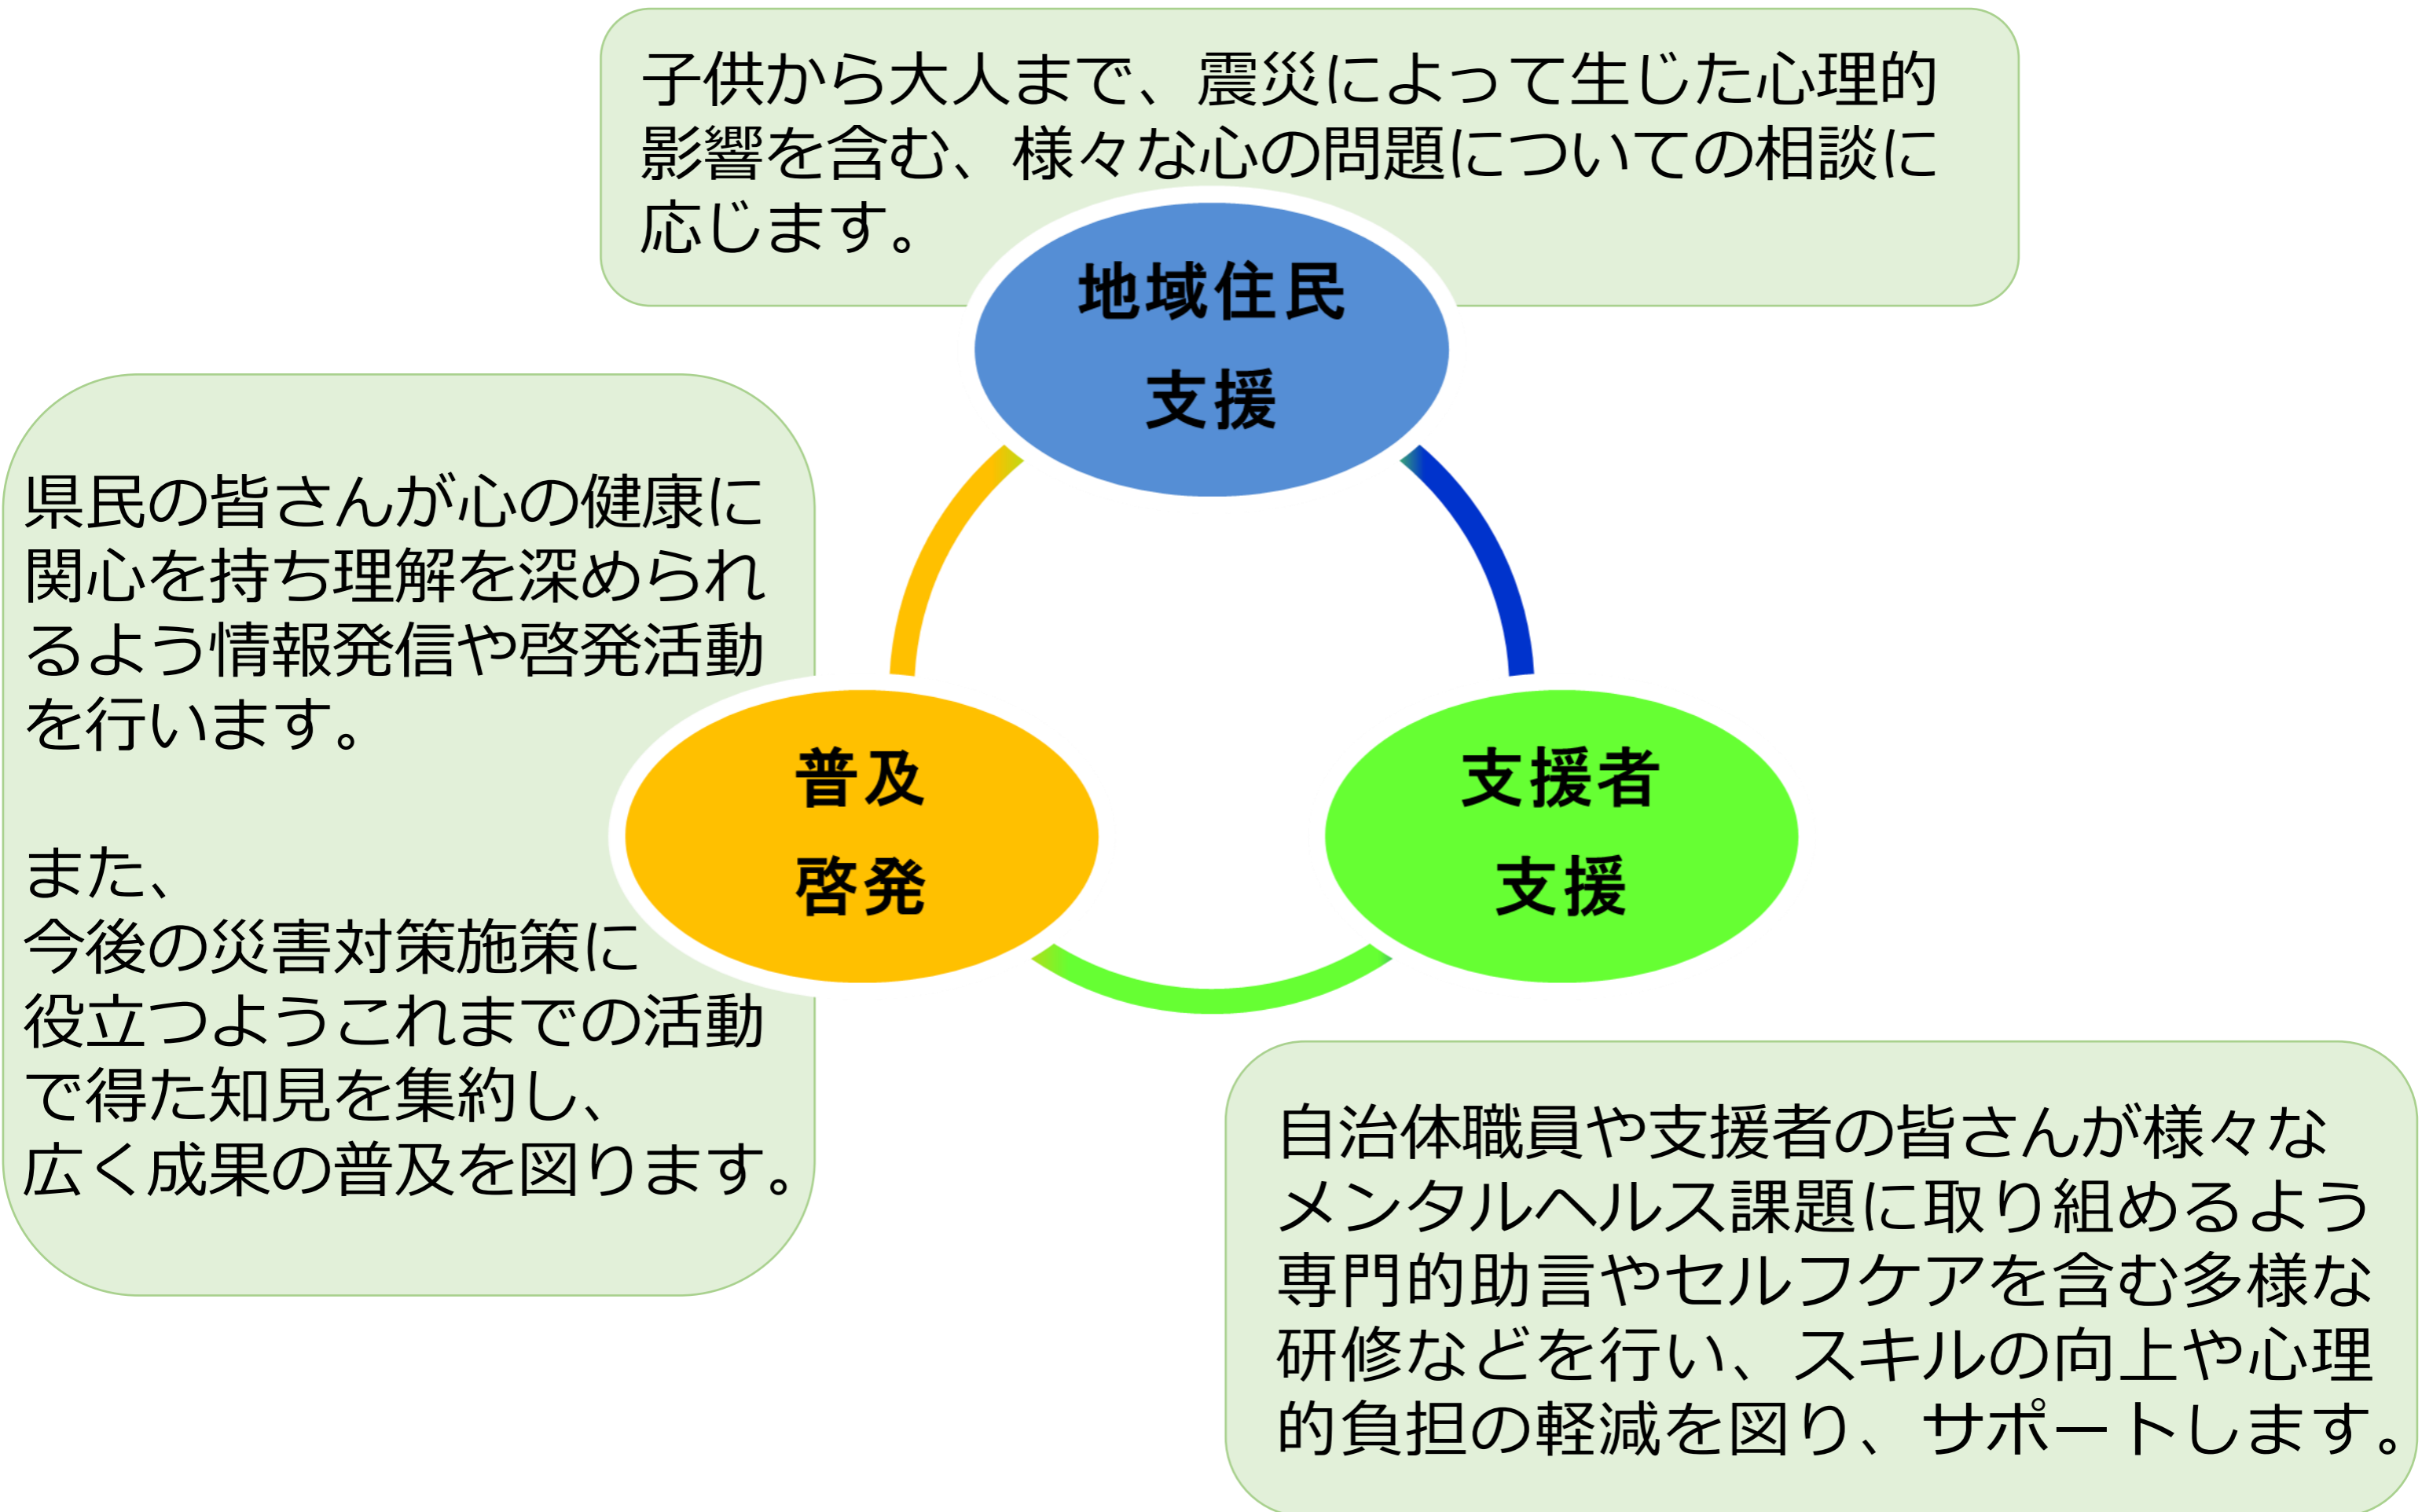 子供から大人まで、震災によって生じた心理的
影響を含む、様々な心の問題についての相談に
応じます。
地域住民
支援
県民の皆さんが心の健康に
関心を持ち理解を深められ
るよう情報発信や啓発活動
を行います。
また、
今後の災害対策施策に
役立つようこれまでの活動
で得た知見を集約し、
広く成果の普及を図ります。
普及
啓発
支援者
支援
自治体職員や支援者の皆さんが様々な
メンタルヘルス課題に取り組めるよう
専門的助言やセルフケアを含む多様な
研修などを行い、スキルの向上や心理
的負担の軽減を図り、サポートします。